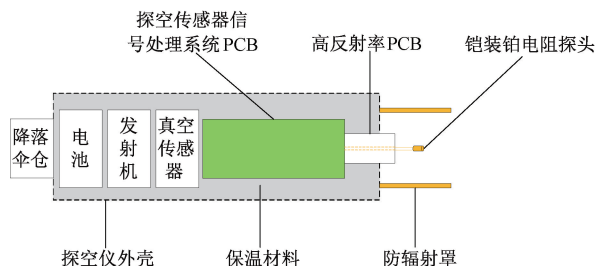 探空传感器信
号处理系统PCB
高反射率PCB
铠装铂电阻探头
降落
伞仓
电
池
发
射
机
真空
传感
器
探空仪外壳
保温材料
防辐射罩